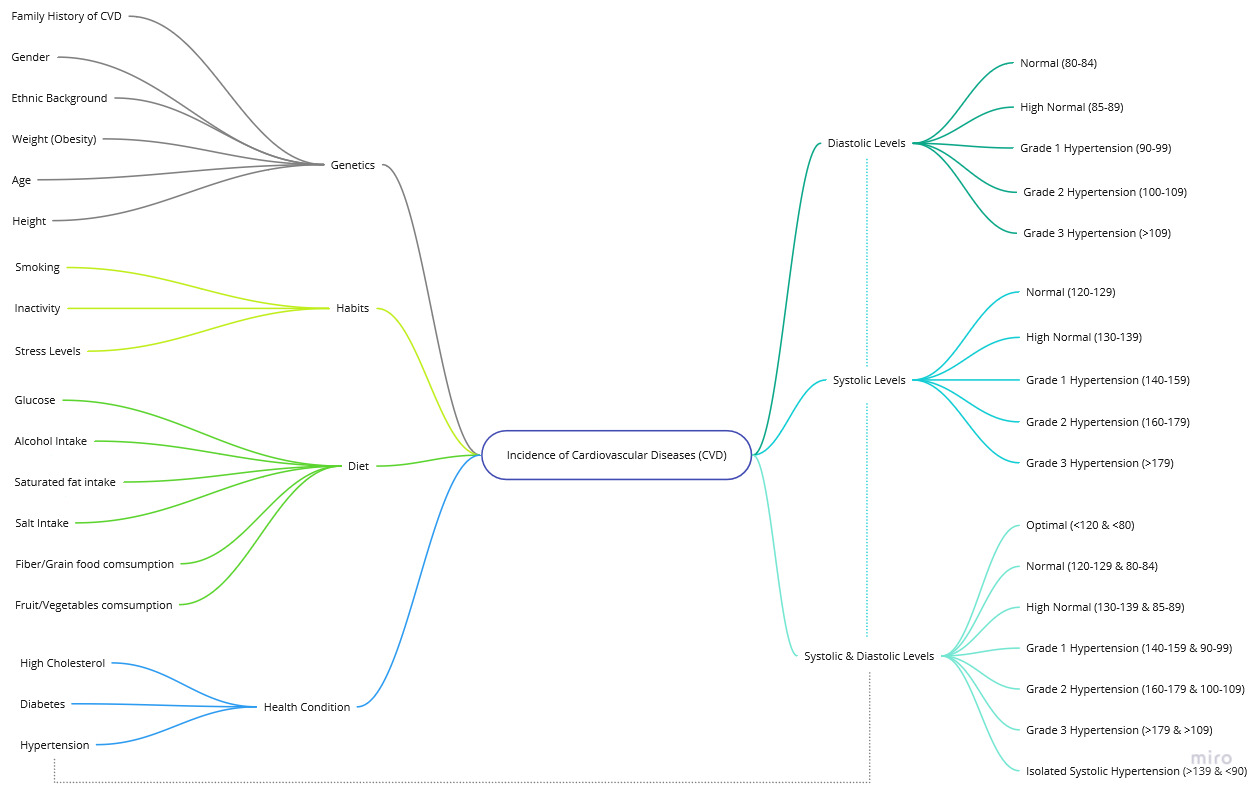 Family History of CVD
Gender
Ethnic Background
Weight (Obesity)
Age
Height
Genetics
Smoking
Inactivity
Stress Levels
Habits
Glucose
Alcohol Intake
Saturated fat intake
Salt Intake
Fiber/Grain food comsumption
Fruit/Vegetables comsumption
Diet
High Cholesterol
Diabetes
Hypertension
Health Condition
Incidence of Cardiovascular Diseases (CVD)
Diastolic Levels
Normal (80-84)
High Normal (85-89)
Grade 1 Hypertension (90-99)
Grade 2 Hypertension (100-109)
Grade 3 Hypertension (>109)
Systolic Levels
Normal (120-129)
High Normal (130-139)
Grade 1 Hypertension (140-159)
Grade 2 Hypertension (160-179)
Grade 3 Hypertension (>179)
Systolic & Diastolic Levels
Optimal (<120 & <80)
Normal (120-129 & 80-84)
High Normal (130-139 & 85-89)
Grade 1 Hypertension (140-159 & 90-99)
Grade 2 Hypertension (160-179 & 100-109)
Grade 3 Hypertension (>179 & >109)
Isolated Systolic Hypertension (>139 & <90)
miro